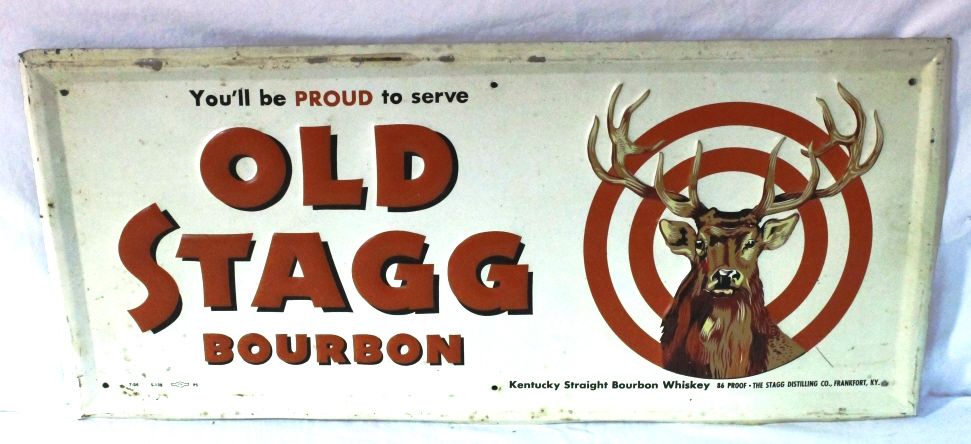 You'll be PROUD to serve
OLD
STAGG
BOURBON
Kentucky Straight Bourbon Whiskey 86 PROOF • THE STAGG DISTILLING CO., FRANKFORT, KY.